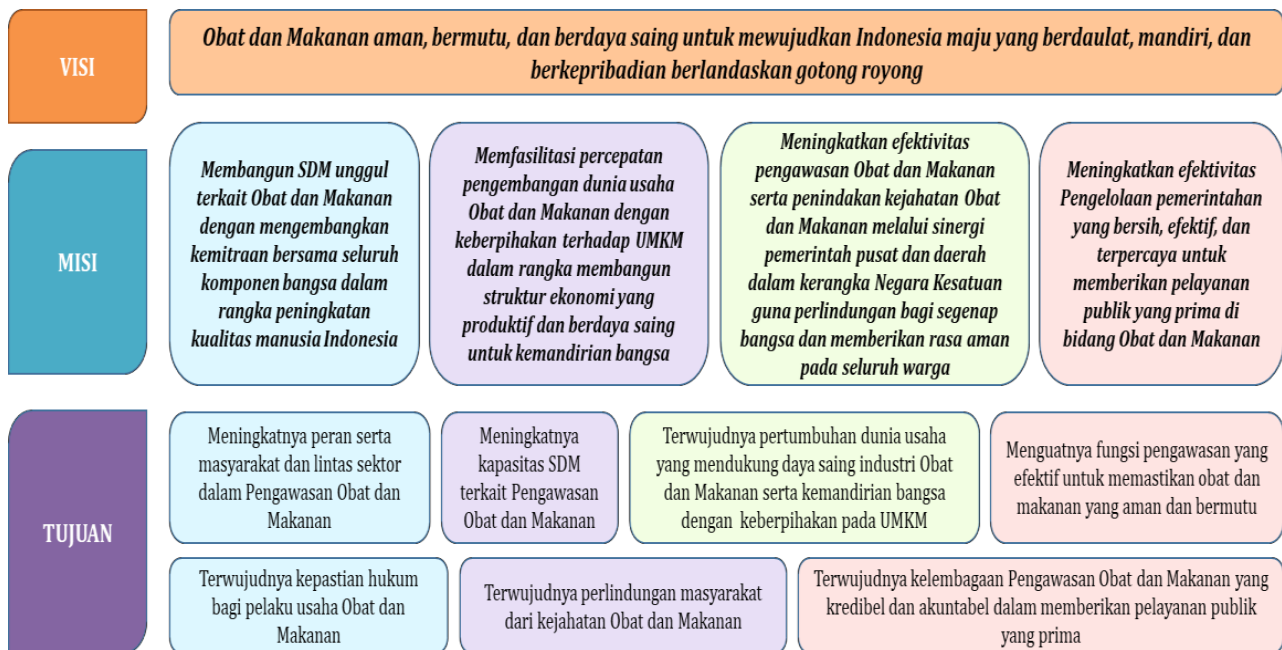 VISI
Obat dan Makanan aman, bermutu, dan berdaya saing untuk mewujudkan Indonesia maju yang berdaulat, mandiri, dan
berkepribadian berlandaskan gotong royong
MISI
Membangun SDM unggul
terkait Obat dan Makanan
dengan mengembangkan
kemitraan bersama seluruh
komponen bangsa dalam
rangka peningkatan
kualitas manusia Indonesia
Memfasilitasi percepatan
pengembangan dunia usaha
Obat dan Makanan dengan
keberpihakan terhadap UMKM
dalam rangka membangun
struktur ekonomi yang
produktif dan berdaya saing
untuk kemandirian bangsa
Meningkatkan efektivitas
pengawasan Obat dan Makanan
serta penindakan kejahatan Obat
dan Makanan melalui sinergi
pemerintah pusat dan daerah
dalam kerangka Negara Kesatuan
guna perlindungan bagi segenap
bangsa dan memberikan rasa aman
pada seluruh warga
Meningkatkan efektivitas
Pengelolaan pemerintahan
yang bersih, efektif, dan
terpercaya untuk
memberikan pelayanan
publik yang prima di
bidang Obat dan Makanan
TUJUAN
Meningkatnya peran serta
masyarakat dan lintas sektor
dalam Pengawasan Obat dan
Makanan
Meningkatnya
kapasitas SDM
terkait Pengawasan
Obat dan Makanan
Terwujudnya pertumbuhan dunia usaha
yang mendukung daya saing industri Obat
dan Makanan serta kemandirian bangsa
dengan keberpihakan pada UMKM
Menguatnya fungsi pengawasan yang
efektif untuk memastikan obat dan
makanan yang aman dan bermutu
Terwujudnya kepastian hukum
bagi pelaku usaha Obat dan
Makanan
Terwujudnya perlindungan masyarakat
dari kejahatan Obat dan Makanan
Terwujudnya kelembagaan Pengawasan Obat dan Makanan yang
kredibel dan akuntabel dalam memberikan pelayanan publik
yang prima